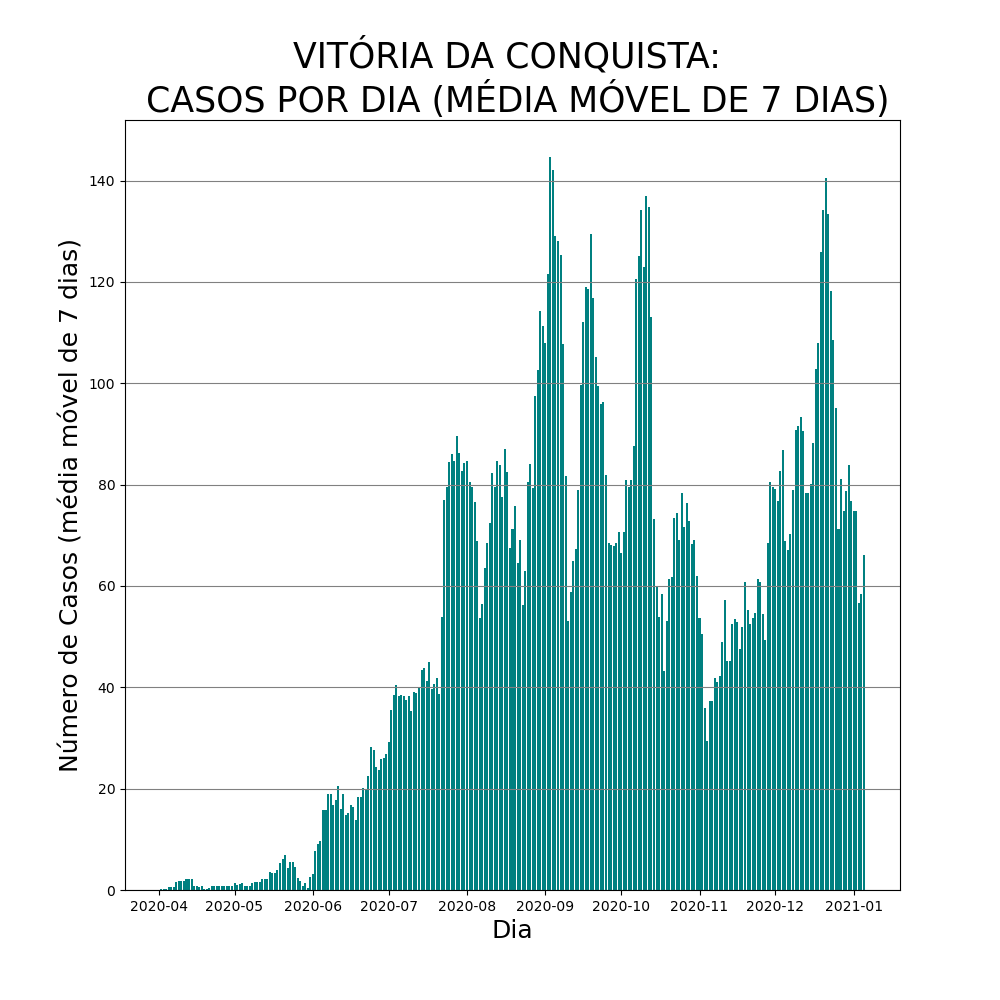 VITÓRIA DA CONQUISTA:
CASOS POR DIA (MÉDIA MÓVEL DE 7 DIAS)
Número de Casos (média móvel de 7 dias)
140
120
100
80
60
40
20
0
2020-04 2020-05 2020-06 2020-07 2020-08 2020-09 2020-10 2020-11 2020-12 2021-01
Dia